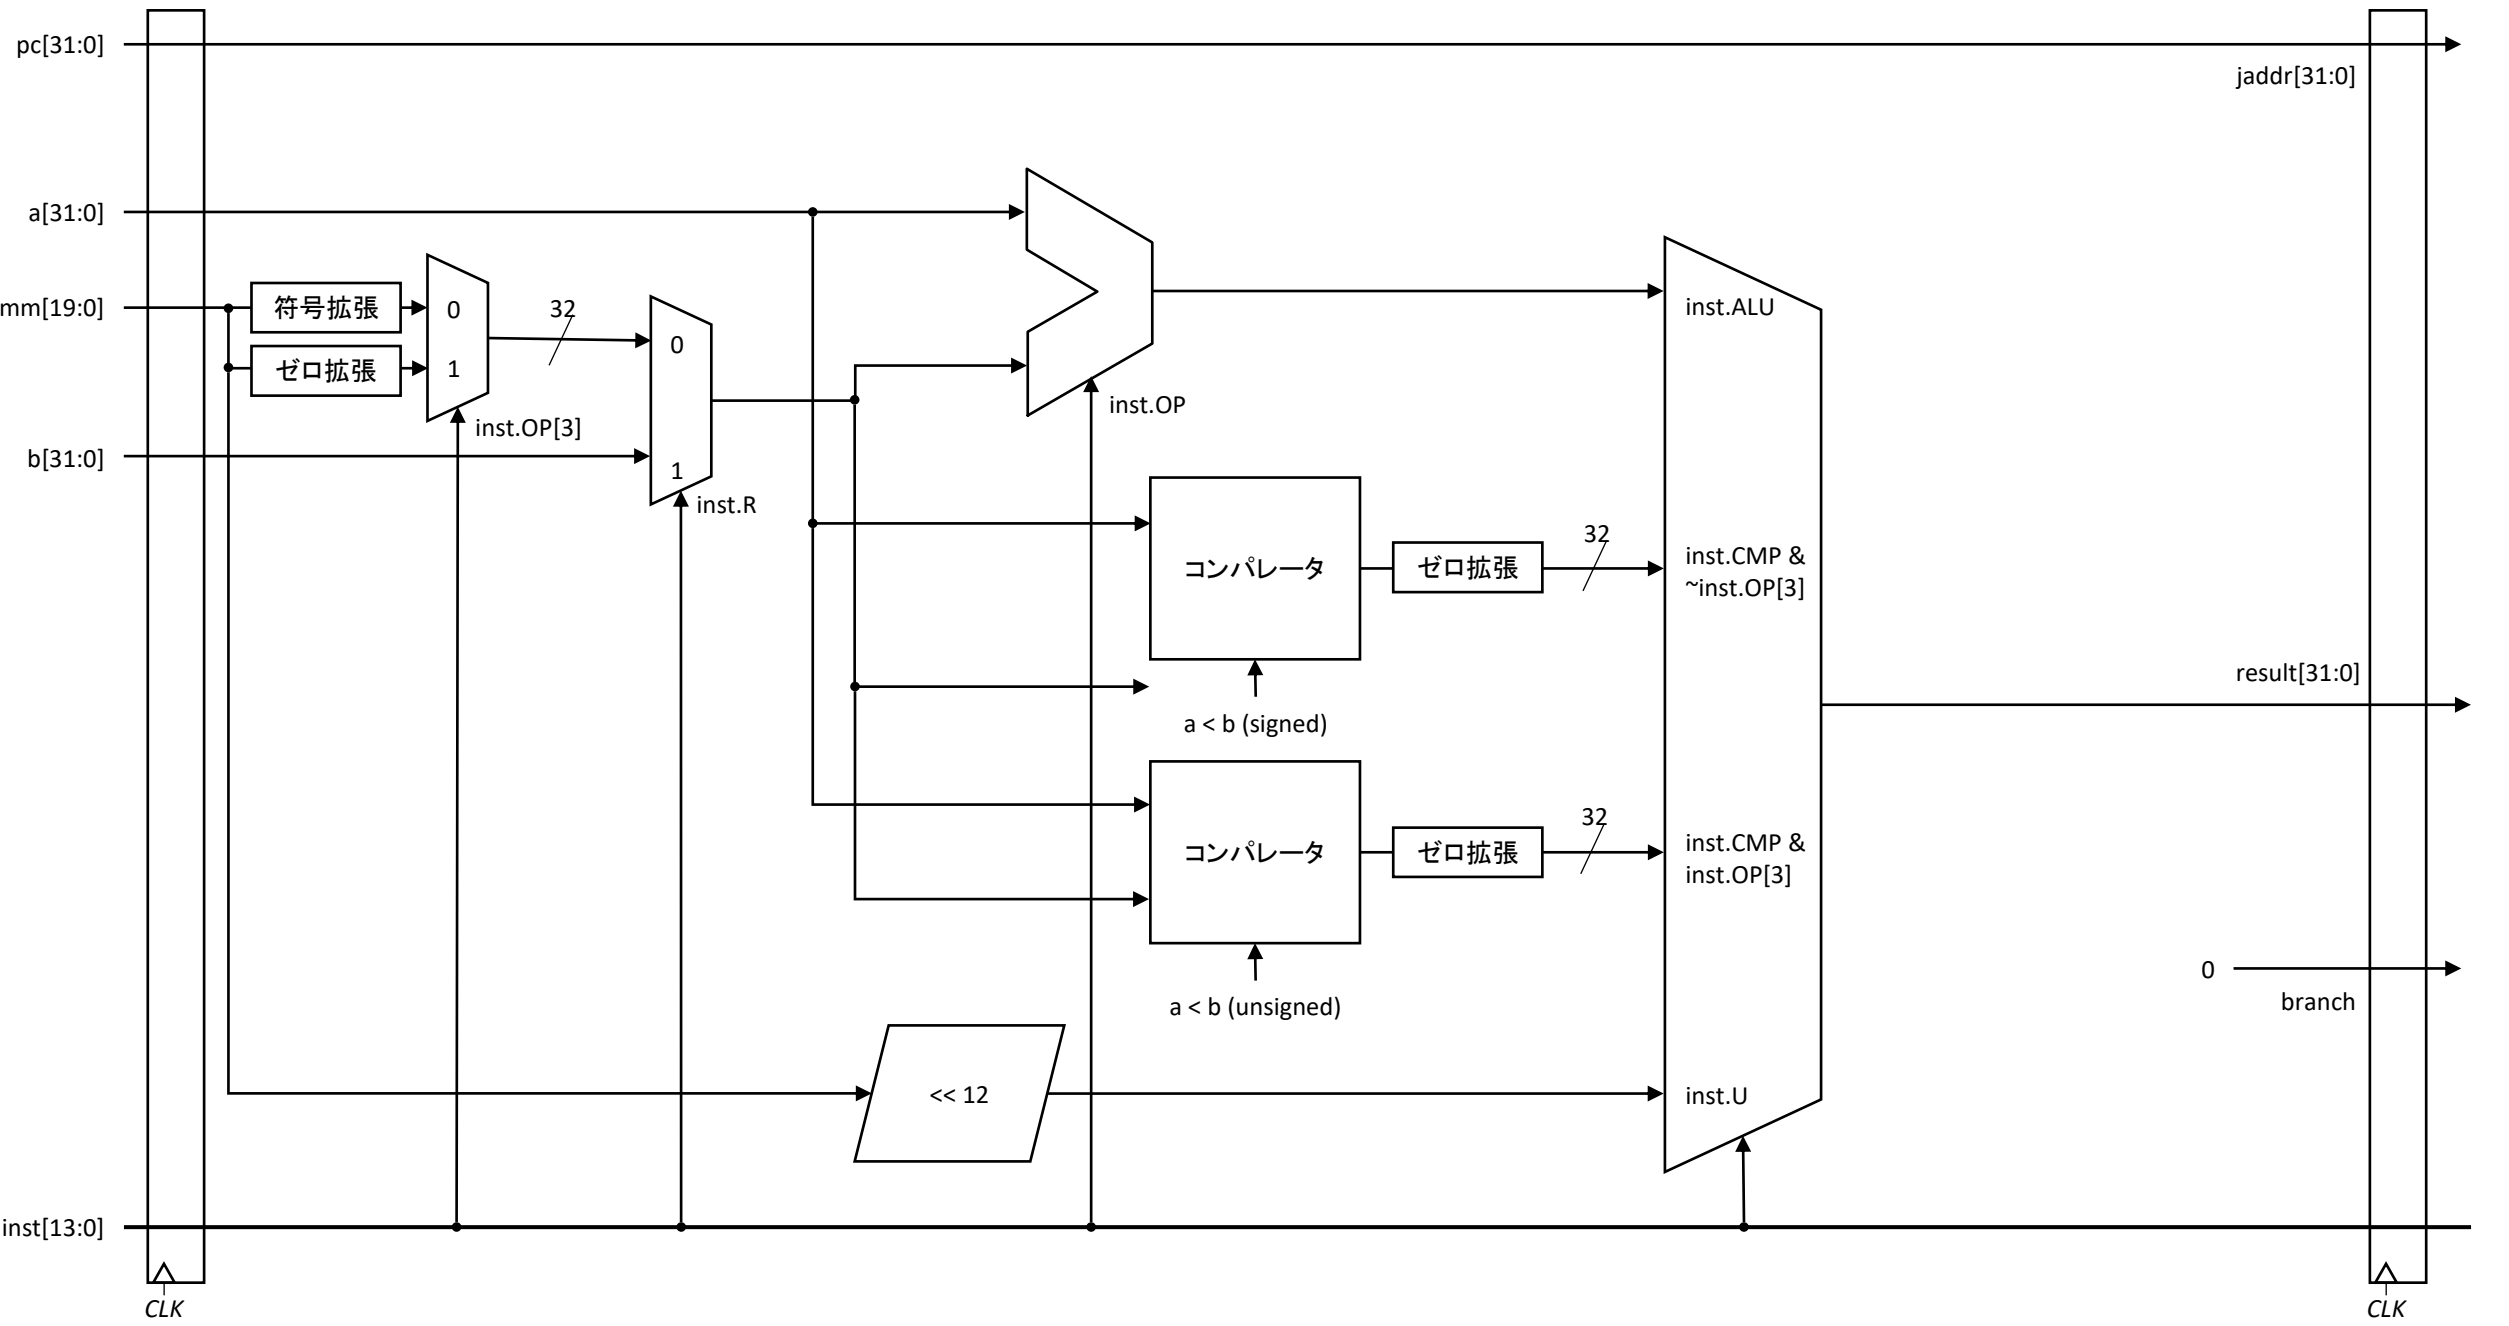 pc[31:0]
jaddr[31:0]
a[31:0]
mm[19:0]
符号拡張
ゼロ拡張
0
1
32
inst.OP[3]
b[31:0]
0
1
inst.R
inst.OP
inst.ALU
コンパレータ
a < b (signed)
ゼロ拡張
32
inst.CMP &
~inst.OP[3]
result[31:0]
コンパレータ
a < b (unsigned)
ゼロ拡張
32
inst.CMP &
inst.OP[3]
0
branch
<< 12
inst.U
inst[13:0]
CLK
CLK